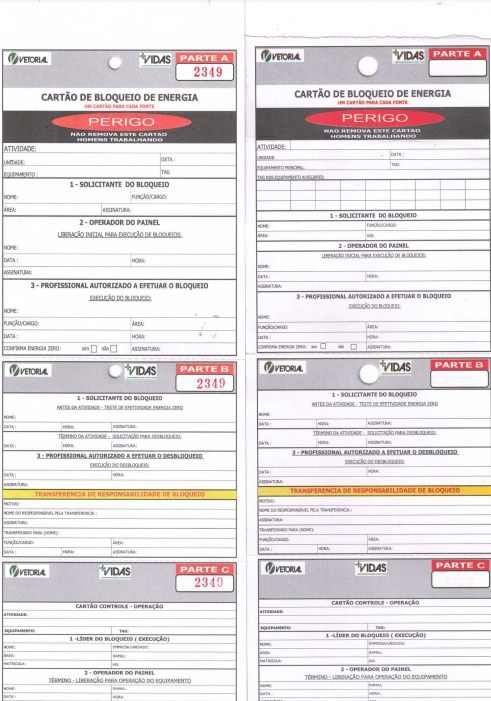 VETORIAL
+VIDAS
PARTE A
2349
CARTÃO DE BLOQUEIO DE ENERGIA
UM CARTÃO PARA CADA FONTE
PERIGO
NÃO REMOVA ESTE CARTÃO
HOMENS TRABALHANDO
ATIVIDADE:
UNIDADE:
DATA :
EQUIPAMENTO :
TAG
1 - SOLICITANTE DO BLOQUEIO
NOME:
FUNÇÃO/CARGO:
ÁREA:
ASSINATURA:
2 - OPERADOR DO PAINEL
LIBERAÇÃO INICIAL PARA EXECUÇÃO DE BLOQUEIOS:
NOME:
DATA :
HORA:
ASSINATURA:
3 - PROFISSIONAL AUTORIZADO A EFETUAR O BLOQUEIO
EXECUÇÃO DO BLOQUEIO:
NOME:
FUNÇÃO/CARGO:
ÁREA:
DATA :
HORA:
CONFIRMA ENERGIA ZERO: sim não
ASSINATURA:
VETORIAL
+VIDAS
PARTE B
2349
1 - SOLICITANTE DO BLOQUEIO
ANTES DA ATIVIDADE - TESTE DE EFETIVIDADE ENERGIA ZERO
NOME:
DATA :
HORA:
ASSINATURA:
TÉRMINO DA ATIVIDADE - SOLICITAÇÃO PARA DESBLOQUEIO:
DATA :
HORA:
ASSINATURA:
3 - PROFISSIONAL AUTORIZADO A EFETUAR O DESBLOQUEIO
EXECUÇÃO DO DESBLOQUEIO:
DATA :
HORA:
ASSINATURA:
TRANSFERENCIA DE RESPONSABILIDADE DE BLOQUEIO
MOTIVO:
NOME DO RESPONSÁVEL PELA TRANSFERENCIA :
ASSINATURA:
TRANSFERINDO PARA (NOME):
FUNÇÃO/CARGO:
ÁREA:
DATA :
HORA:
ASSINATURA:
VETORIAL
+VIDAS
PARTE C
2349
CARTÃO CONTROLE - OPERAÇÃO
ATIVIDADE:
EQUIPAMENTO:
TAG:
1 -LÍDER DO BLOQUEIO ( EXECUÇÃO)
NOME:
EMPRESA/UNIDADE:
ÁREA:
RAMAL:
MATRICULA:
ASS.
2 - OPERADOR DO PAINEL
TÉRMINO - LIBERAÇÃO PARA OPERAÇÃO DO EQUIPAMENTO
NOME:
RAMAL:
DATA :
HORA:
VETORIAL
+VIDAS
PARTE A
CARTÃO DE BLOQUEIO DE ENERGIA
UM CARTÃO PARA CADA FONTE
PERIGO
NÃO REMOVA ESTE CARTÃO
HOMENS TRABALHANDO
ATIVIDADE:
UNIDADE:
DATA :
EQUIPAMENTO PRINCIPAL:
TAG:
TAG DOS EQUIPAMENTO AUXILIARES:
1 - SOLICITANTE DO BLOQUEIO
NOME:
FUNÇÃO/CARGO:
ÁREA:
ASS:
2 - OPERADOR DO PAINEL
LIBERAÇÃO INICIAL PARA EXECUÇÃO DE BLOQUEIOS:
NOME:
DATA :
HORA:
ASSINATURA:
3 - PROFISSIONAL AUTORIZADO A EFETUAR O BLOQUEIO
EXECUÇÃO DO BLOQUEIO:
NOME:
FUNÇÃO/CARGO:
ÁREA:
DATA :
HORA:
CONFIRMA ENERGIA ZERO: sim não
ASSINATURA:
VETORIAL
+VIDAS
PARTE B
1 - SOLICITANTE DO BLOQUEIO
ANTES DA ATIVIDADE - TESTE DE EFETIVIDADE ENERGIA ZERO
NOME:
DATA :
HORA:
ASSINATURA:
TÉRMINO DA ATIVIDADE - SOLICITAÇÃO PARA DESBLOQUEIO:
DATA :
HORA:
ASSINATURA:
3 - PROFISSIONAL AUTORIZADO A EFETUAR O DESBLOQUEIO
EXECUÇÃO DO DESBLOQUEIO:
DATA :
HORA:
ASSINATURA:
TRANSFERENCIA DE RESPONSABILIDADE DE BLOQUEIO
MOTIVO:
NOME DO RESPONSÁVEL PELA TRANSFERENCIA :
ASSINATURA:
TRANSFERINDO PARA (NOME):
FUNÇÃO/CARGO:
ÁREA:
DATA :
HORA:
ASSINATURA:
VETORIAL
+VIDAS
PARTE C
CARTÃO CONTROLE - OPERAÇÃO
ATIVIDADE:
EQUIPAMENTO:
TAG:
1 -LÍDER DO BLOQUEIO ( EXECUÇÃO)
NOME:
EMPRESA/UNIDADE:
ÁREA:
RAMAL:
MATRICULA:
ASS.
2 - OPERADOR DO PAINEL
TÉRMINO - LIBERAÇÃO PARA OPERAÇÃO DO EQUIPAMENTO
NOME:
RAMAL:
DATA :
HORA: